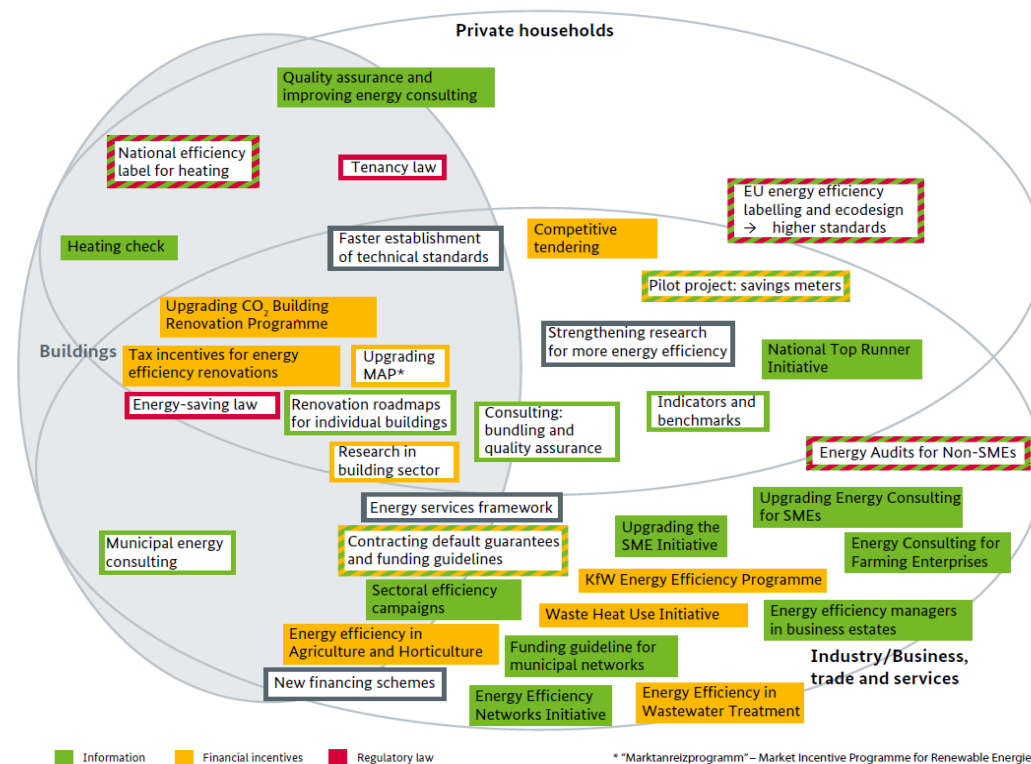 Private households
Quality assurance and
improving energy consulting
National efficiency
label for heating
Tenancy law
EU energy efficiency
labelling and ecodesign
→ higher standards
Heating check
Faster establishment
of technical standards
Competitive
tendering
Pilot project: savings meters
Upgrading CO₂ Building
Renovation Programme
Strengthening research
for more energy efficiency
National Top Runner
Initiative
Buildings
Tax incentives for energy
efficiency renovations
Upgrading
MAP*
Energy-saving law
Renovation roadmaps
for individual buildings
Consulting:
bundling and
quality assurance
Indicators and
benchmarks
Research in
building sector
Energy Audits for Non-SMEs
Energy services framework
Upgrading Energy Consulting
for SMEs
Municipal energy
consulting
Contracting default guarantees
and funding guidelines
Upgrading the
SME Initiative
Energy Consulting for
Farming Enterprises
KfW Energy Efficiency Programme
Sectoral efficiency
campaigns
Waste Heat Use Initiative
Energy efficiency managers
in business estates
Energy efficiency in
Agriculture and Horticulture
Funding guideline for
municipal networks
Industry/Business,
trade and services
New financing schemes
Energy Efficiency
Networks Initiative
Energy Efficiency in
Wastewater Treatment
Information
Financial incentives
Regulatory law
* "Marktanreizprogramm" – Market Incentive Programme for Renewable Energie